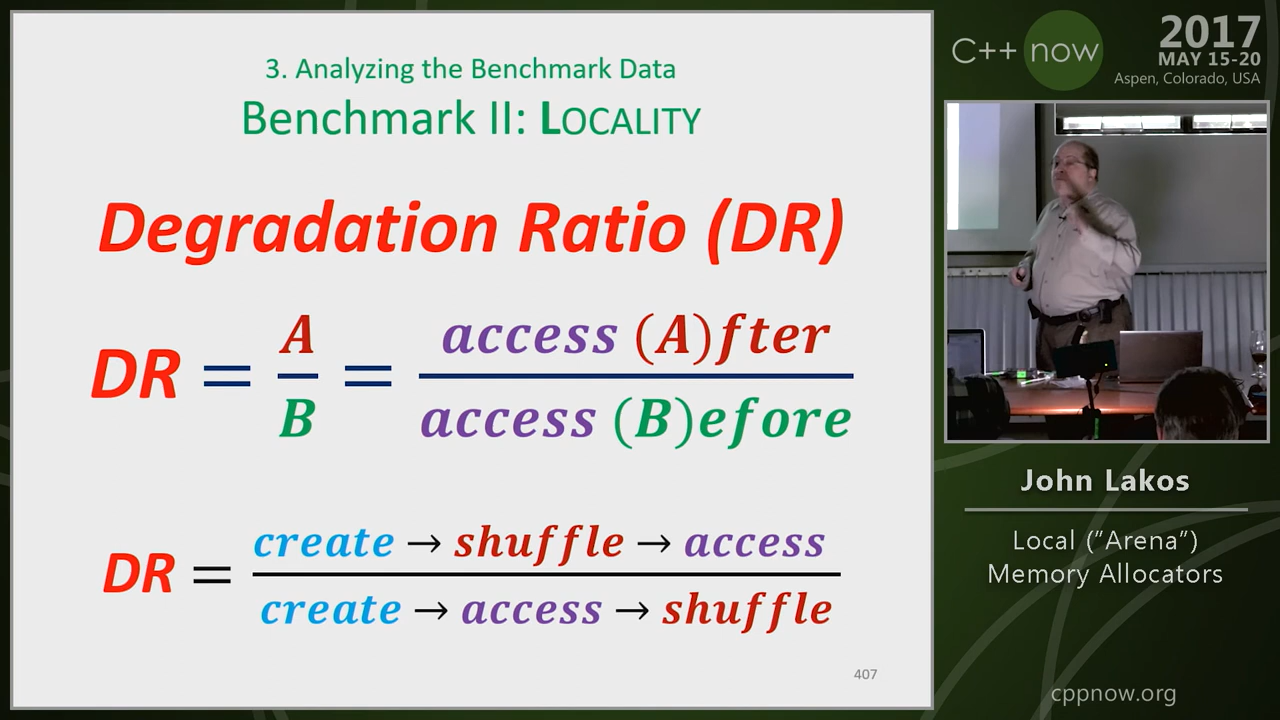 3. Analyzing the Benchmark Data
Benchmark II: LOCALITY
Degradation Ratio (DR)
DR = A / B = access (A)fter / access (B)efore
DR = create → shuffle → access / create → access → shuffle
407
C++ now
2017
MAY 15-20
Aspen, Colorado, USA
John Lakos
Local ("Arena")
Memory Allocators
cppnow.org